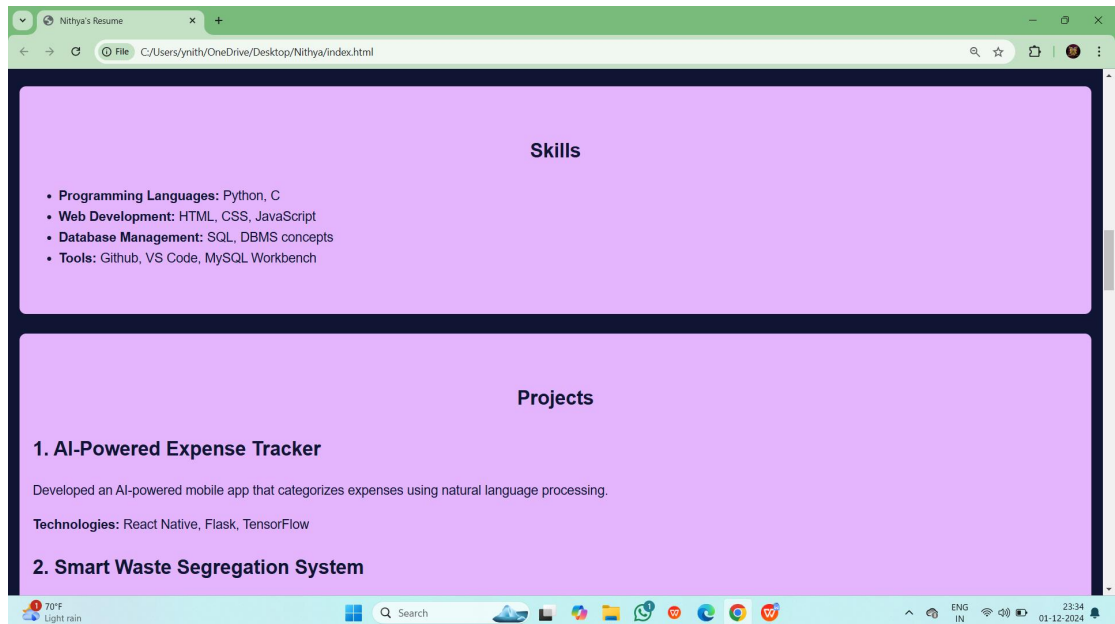 Nithya's Resume
File C:/Users/ynith/OneDrive/Desktop/Nithya/index.html
Skills
• Programming Languages: Python, C
• Web Development: HTML, CSS, JavaScript
• Database Management: SQL, DBMS concepts
• Tools: Github, VS Code, MySQL Workbench
Projects
1. AI-Powered Expense Tracker
Developed an AI-powered mobile app that categorizes expenses using natural language processing.
Technologies: React Native, Flask, TensorFlow
2. Smart Waste Segregation System
1 70°F
Light rain
Search
ENG
IN
23:34
01-12-2024